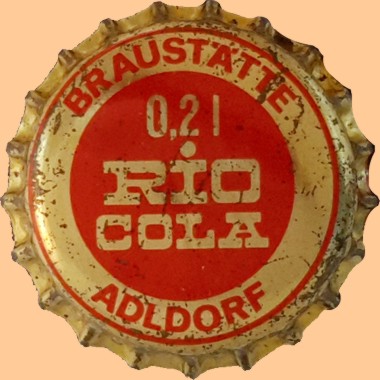 BRAUSTÄTTE
0,2 l
RIO
COLA
ADLDORF